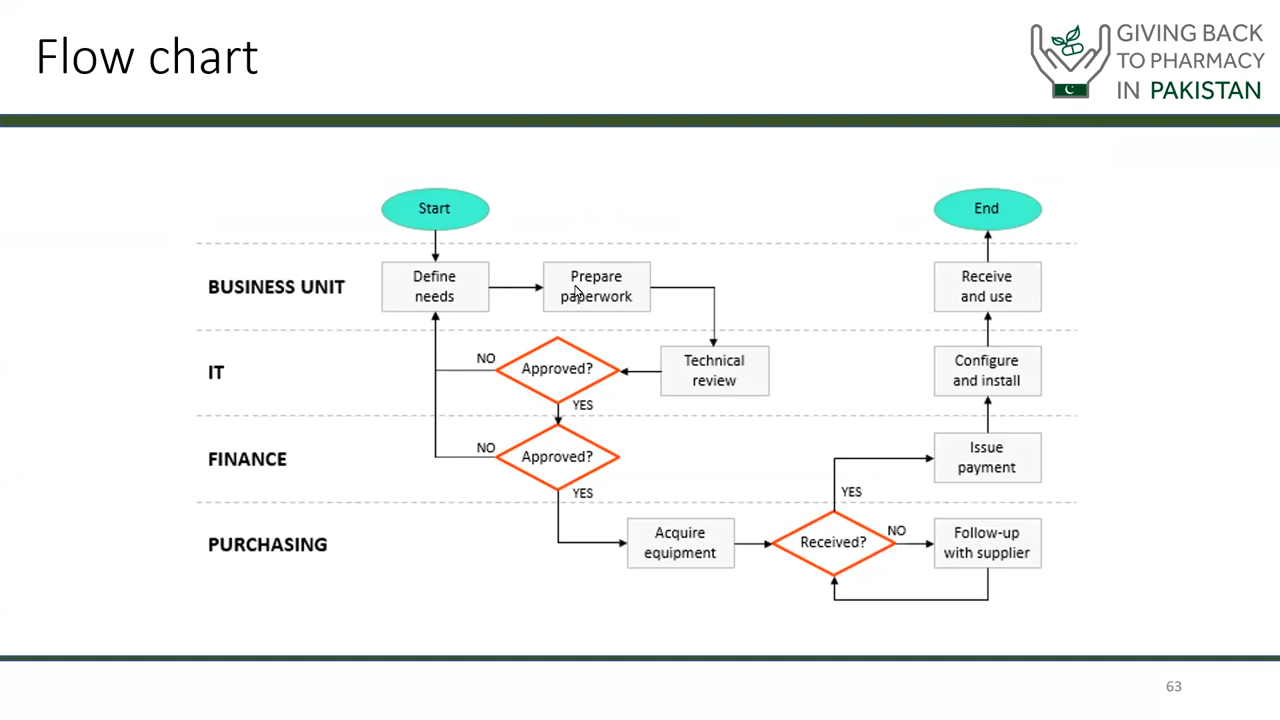 Flow chart
GIVING BACK
TO PHARMACY
IN PAKISTAN
Start
End
BUSINESS UNIT
Define
needs
Prepare
paperwork
Receive
and use
IT
NO
Approved?
YES
Technical
review
Configure
and install
FINANCE
NO
Approved?
YES
Issue
payment
PURCHASING
Acquire
equipment
YES
Received?
NO
Follow-up
with supplier
63